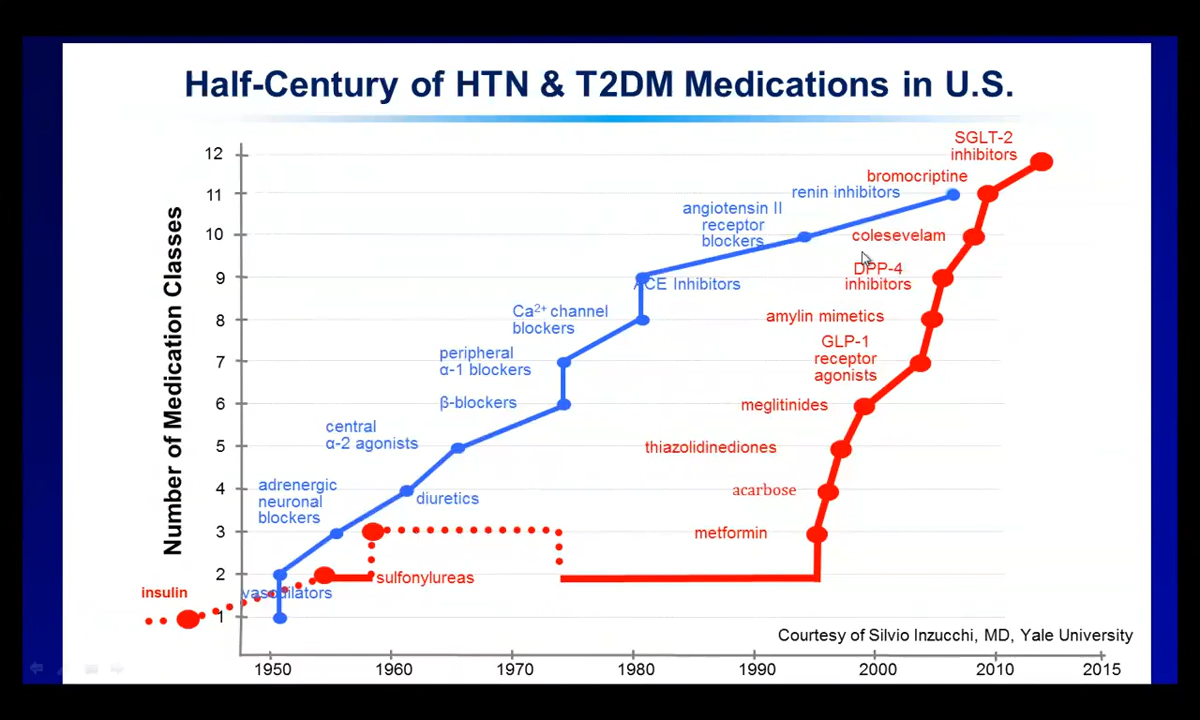 Half-Century of HTN & T2DM Medications in U.S.
Number of Medication Classes
12
11
10
9
8
7
6
5
4
3
2
1
SGLT-2
inhibitors
bromocriptine
renin inhibitors
angiotensin II
receptor
blockers
colesevelam
DPP-4
inhibitors
ACE Inhibitors
Ca2+ channel
blockers
amylin mimetics
GLP-1
receptor
agonists
peripheral
α-1 blockers
β-blockers
meglitinides
central
α-2 agonists
thiazolidinediones
adrenergic
neuronal
blockers
diuretics
acarbose
metformin
sulfonylureas
insulin
vasodilators
Courtesy of Silvio Inzucchi, MD, Yale University
1950
1960
1970
1980
1990
2000
2010
2015